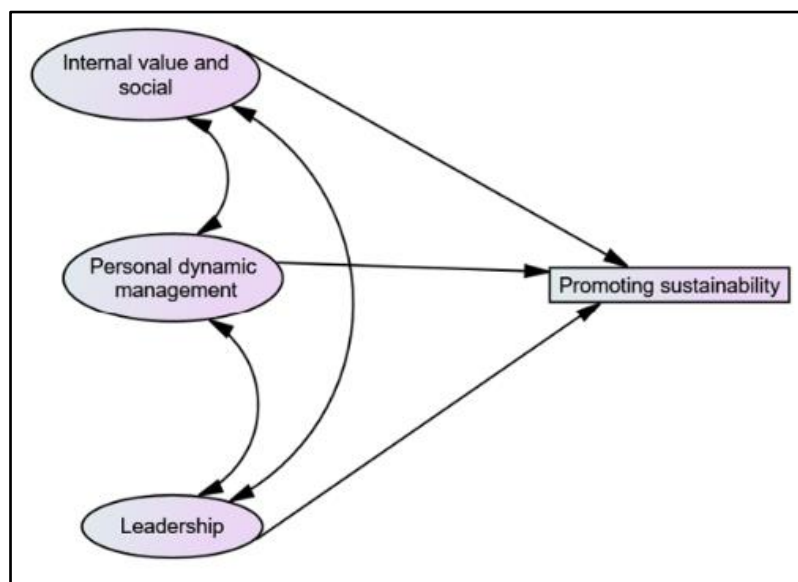 Internal value and
social
Personal dynamic
management
Promoting sustainability
Leadership